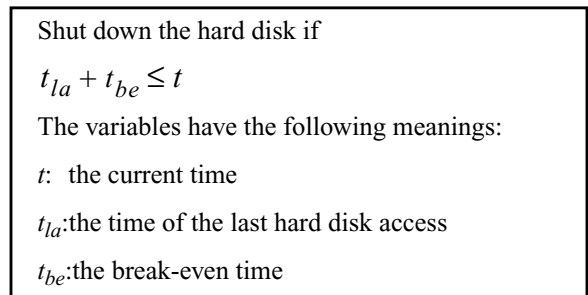 Shut down the hard disk if
t_la + t_be ≤ t
The variables have the following meanings:
t: the current time
t_la:the time of the last hard disk access
t_be:the break-even time